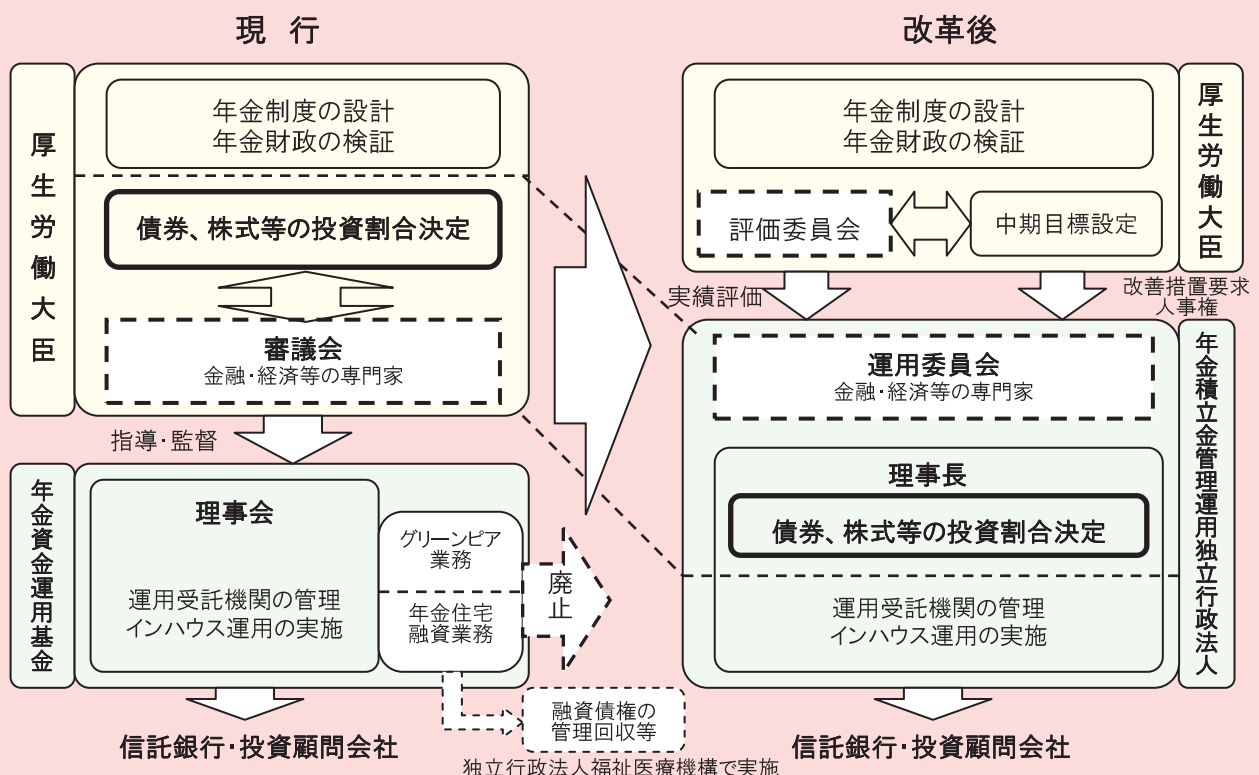 現 行
厚生労働大臣
年金制度の設計
年金財政の検証
債券、株式等の投資割合決定
審議会
金融・経済等の専門家
指導・監督
年金資金運用基金
理事会
運用受託機関の管理
インハウス運用の実施
グリーンピア
業務
年金住宅
融資業務
廃止
融資債権の
管理回収等
独立行政法人福祉医療機構で実施
信託銀行・投資顧問会社
改革後
厚生労働大臣
年金制度の設計
年金財政の検証
評価委員会
中期目標設定
実績評価
改善措置要求
人事権
年金積立金管理運用独立行政法人
運用委員会
金融・経済等の専門家
理事長
債券、株式等の投資割合決定
運用受託機関の管理
インハウス運用の実施
信託銀行・投資顧問会社